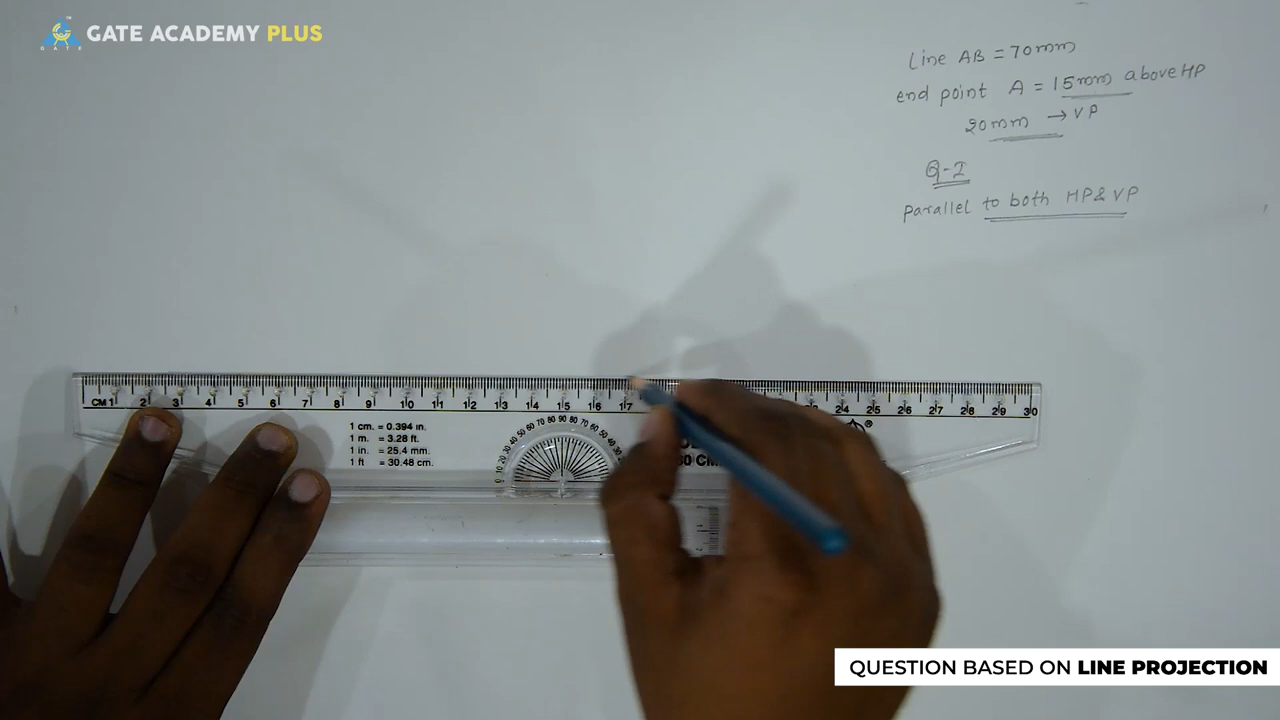 GATE ACADEMY PLUS
GATE
Line AB = 70mm
end point A = 15mm above HP
20mm → VP
Q-I
parallel to both HP & VP
CM 1 2 3 4 5 6 7 8 9 10 11 12 13 14 15 16 17 24 25 26 27 28 29 30
1 cm. = 0.394 in.
1 m. = 3.28 ft.
1 in. = 25.4 mm.
1 ft = 30.48 cm.
QUESTION BASED ON LINE PROJECTION